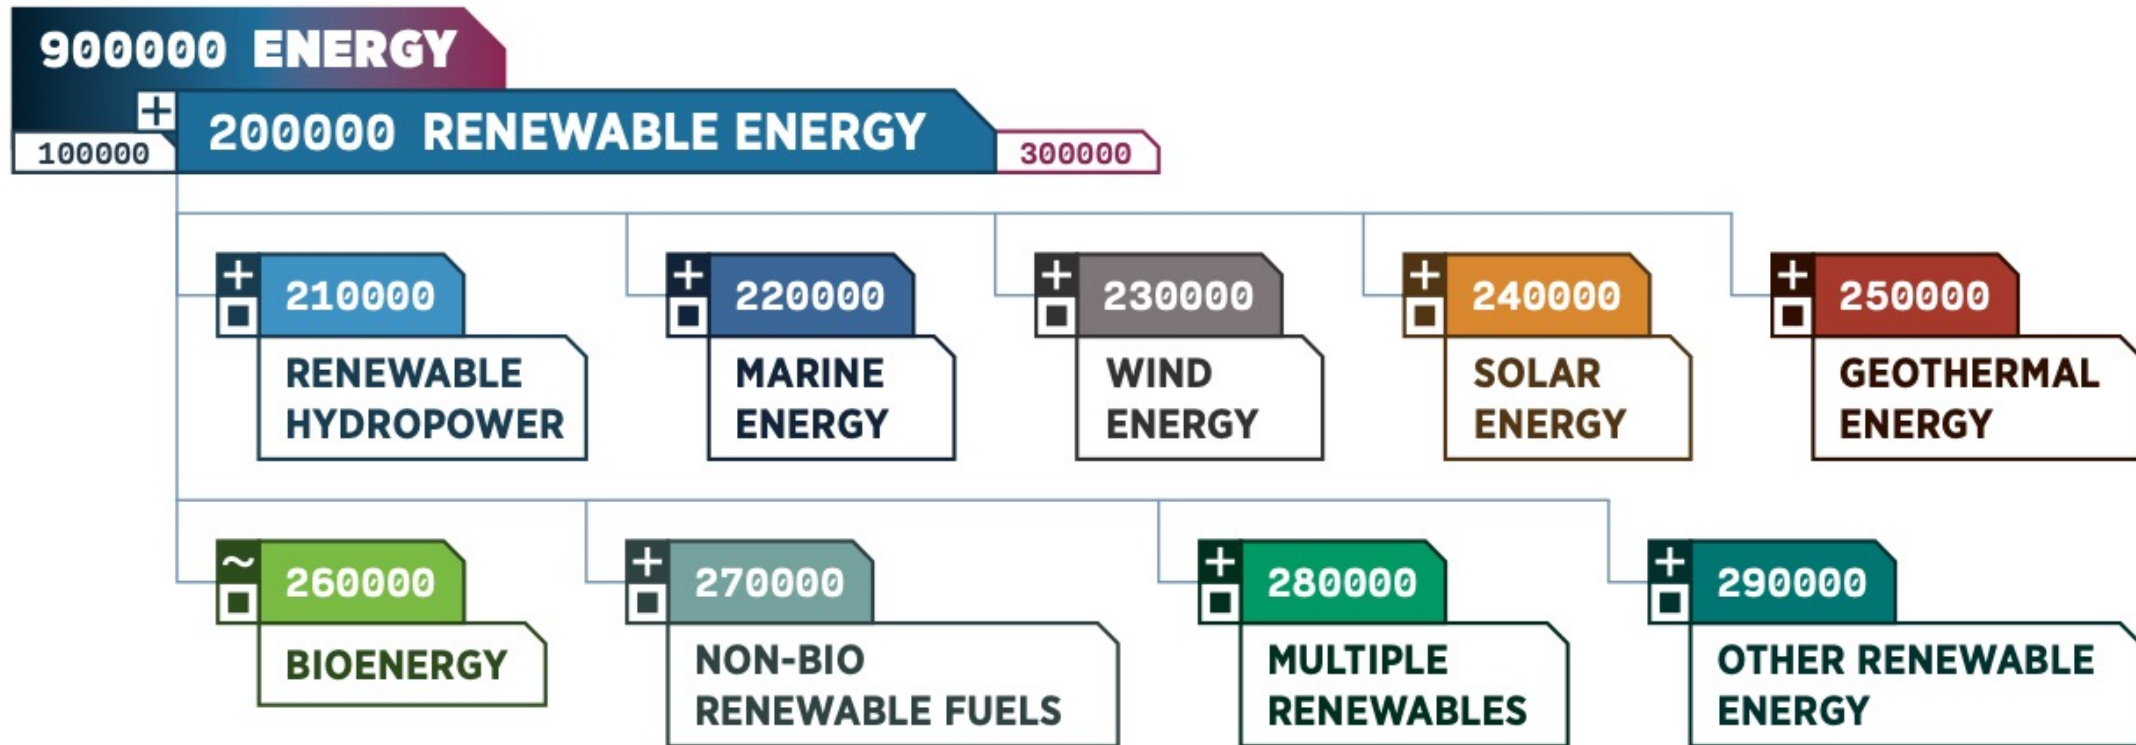 900000 ENERGY
+
200000 RENEWABLE ENERGY
100000
300000
+ 210000
RENEWABLE
HYDROPOWER
+ 220000
MARINE
ENERGY
+ 230000
WIND
ENERGY
+ 240000
SOLAR
ENERGY
+ 250000
GEOTHERMAL
ENERGY
~ 260000
BIOENERGY
+ 270000
NON-BIO
RENEWABLE FUELS
+ 280000
MULTIPLE
RENEWABLES
+ 290000
OTHER RENEWABLE
ENERGY